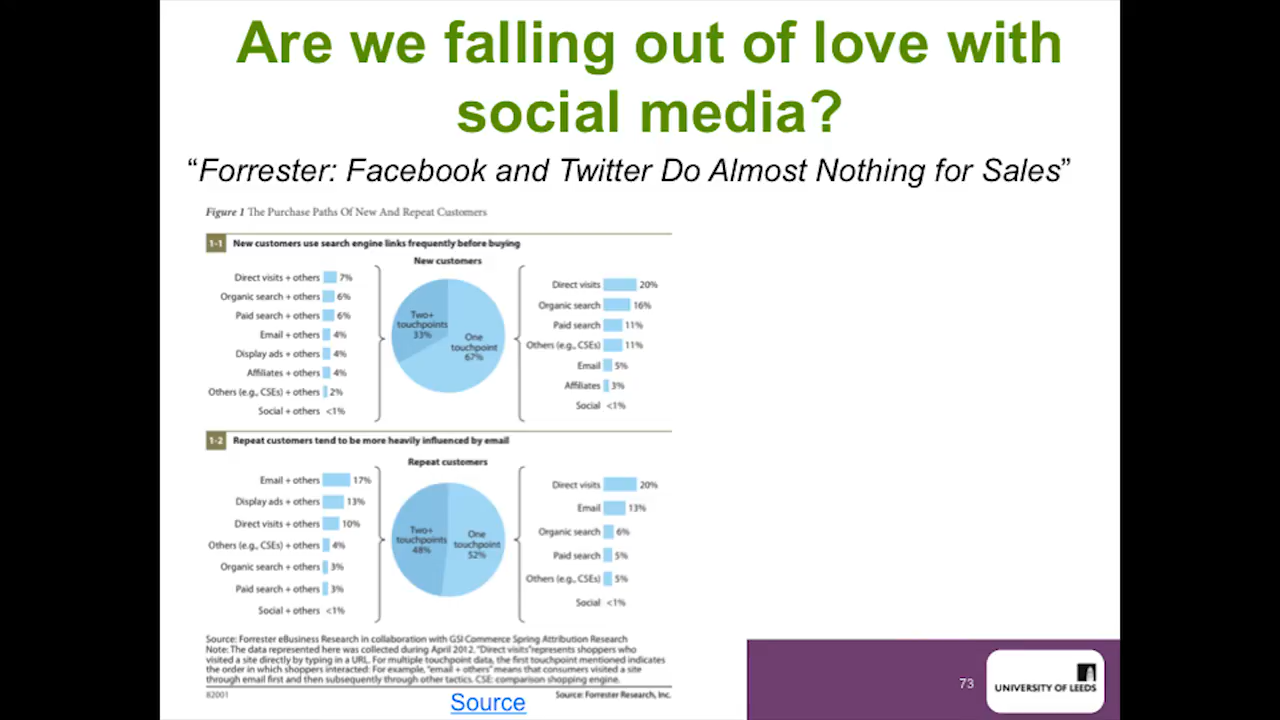 Are we falling out of love with
social media?
“Forrester: Facebook and Twitter Do Almost Nothing for Sales”
Figure 1 The Purchase Paths Of New And Repeat Customers
1-1 New customers use search engine links frequently before buying
New customers
Direct visits + others 7%
Organic search + others 6%
Paid search + others 6%
Email + others 4%
Display ads + others 4%
Affiliates + others 4%
Others (e.g., CSEs) + others 2%
Social + others <1%
Two+
touchpoints
33%
One
touchpoint
67%
Direct visits 20%
Organic search 16%
Paid search 11%
Others (e.g., CSEs) 11%
Email 5%
Affiliates 3%
Social <1%
1-2 Repeat customers tend to be more heavily influenced by email
Repeat customers
Email + others 17%
Display ads + others 13%
Direct visits + others 10%
Others (e.g., CSEs) + others 4%
Organic search + others 3%
Paid search + others 3%
Social + others <1%
Two+
touchpoints
48%
One
touchpoint
52%
Direct visits 20%
Email 13%
Organic search 6%
Paid search 5%
Others (e.g., CSEs) 5%
Social <1%
Source: Forrester eBusiness Research in collaboration with GSI Commerce Spring Attribution Research
Note: The data represented here was collected during April 2012. “Direct visits” represents shoppers who
visited a site directly by typing in a URL. For multiple touchpoint data, the first touchpoint mentioned indicates
the order in which shoppers interacted: For example, “email + others” means that consumers visited a site
through email first and then subsequently through other tactics. CSE: comparison shopping engine.
82001
Source: Forrester Research, Inc.
Source
73
UNIVERSITY OF LEEDS